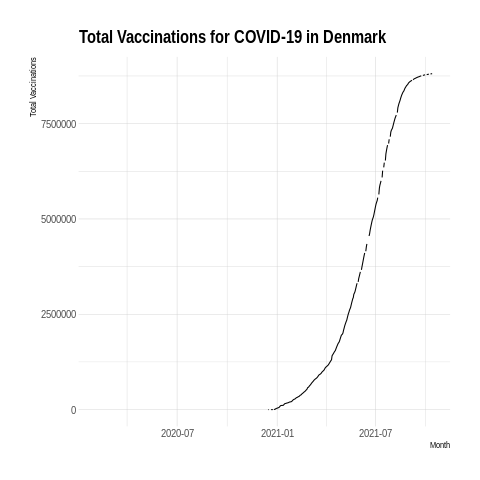 Total Vaccinations for COVID-19 in Denmark
Total Vaccinations
7500000
5000000
2500000
0
2020-07
2021-01
2021-07
Month